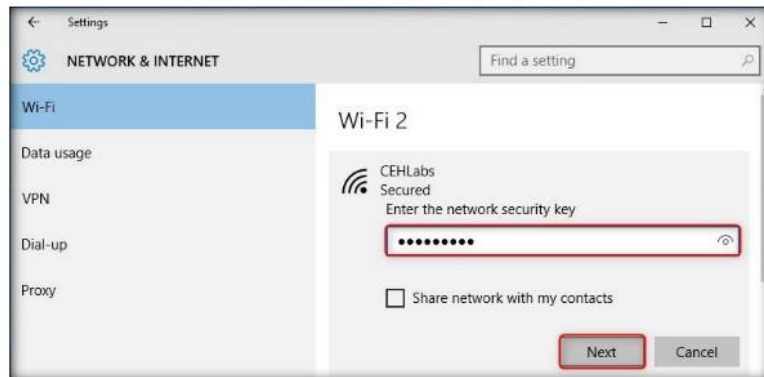 Settings
NETWORK & INTERNET
Find a setting
Wi-Fi
Data usage
VPN
Dial-up
Proxy
Wi-Fi 2
CEHLabs
Secured
Enter the network security key
•••••••••
Share network with my contacts
Next Cancel